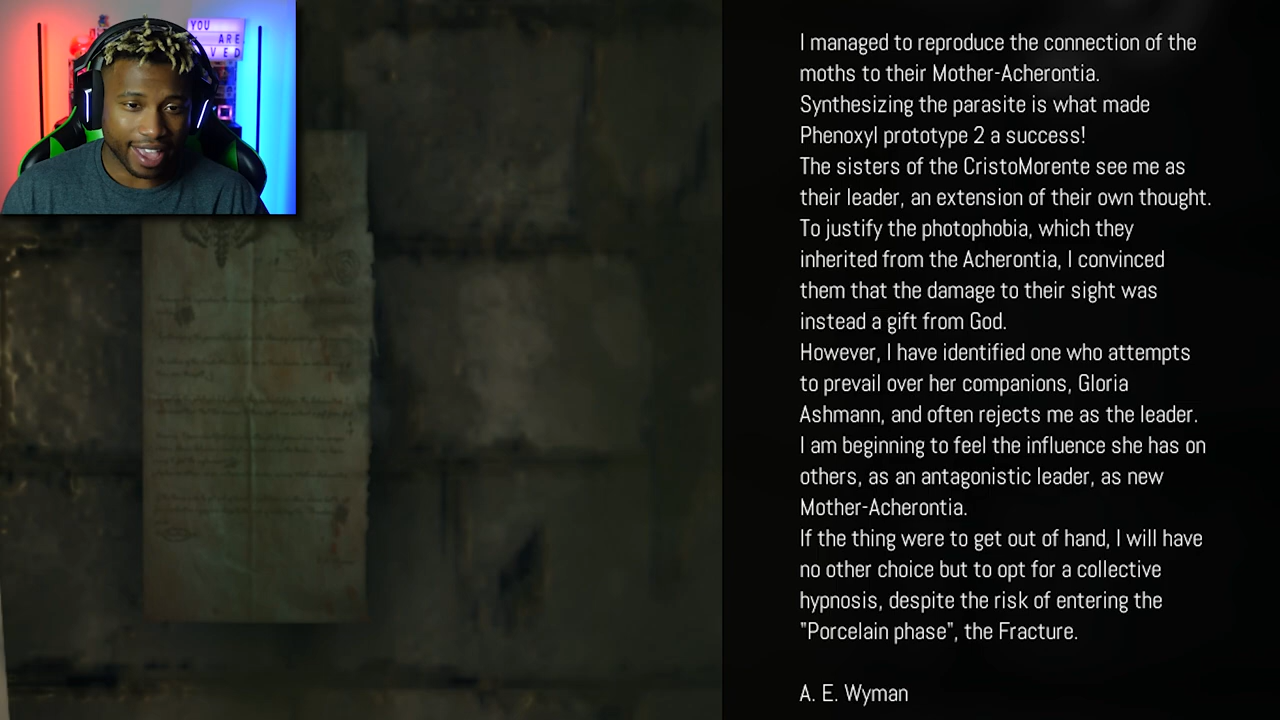 YOU
ARE
I managed to reproduce the connection of the
moths to their Mother-Acherontia.
Synthesizing the parasite is what made
Phenoxyl prototype 2 a success!
The sisters of the CristoMorente see me as
their leader, an extension of their own thought.
To justify the photophobia, which they
inherited from the Acherontia, I convinced
them that the damage to their sight was
instead a gift from God.
However, I have identified one who attempts
to prevail over her companions, Gloria
Ashmann, and often rejects me as the leader.
I am beginning to feel the influence she has on
others, as an antagonistic leader, as new
Mother-Acherontia.
If the thing were to get out of hand, I will have
no other choice but to opt for a collective
hypnosis, despite the risk of entering the
"Porcelain phase", the Fracture.
A. E. Wyman